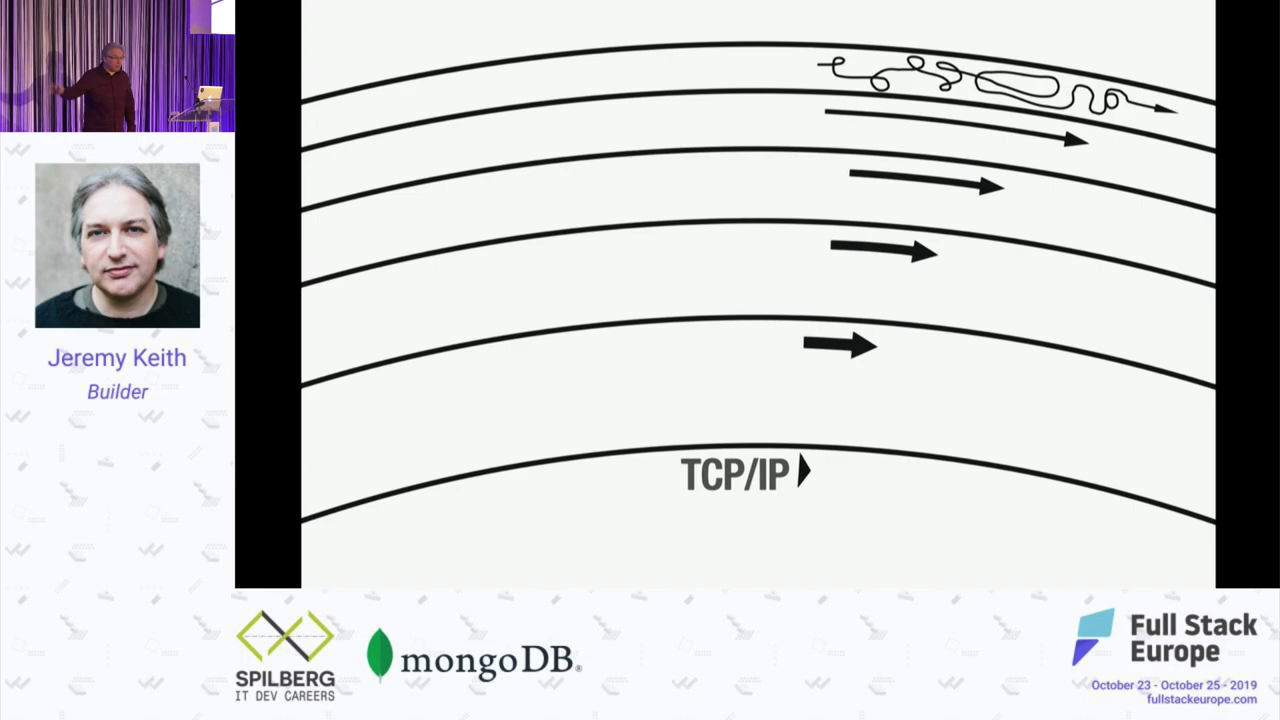 Jeremy Keith
Builder
TCP/IP
SPILBERG
IT DEV CAREERS
mongoDB®
Full Stack
Europe
October 23 - October 25 - 2019
fullstackeurope.com